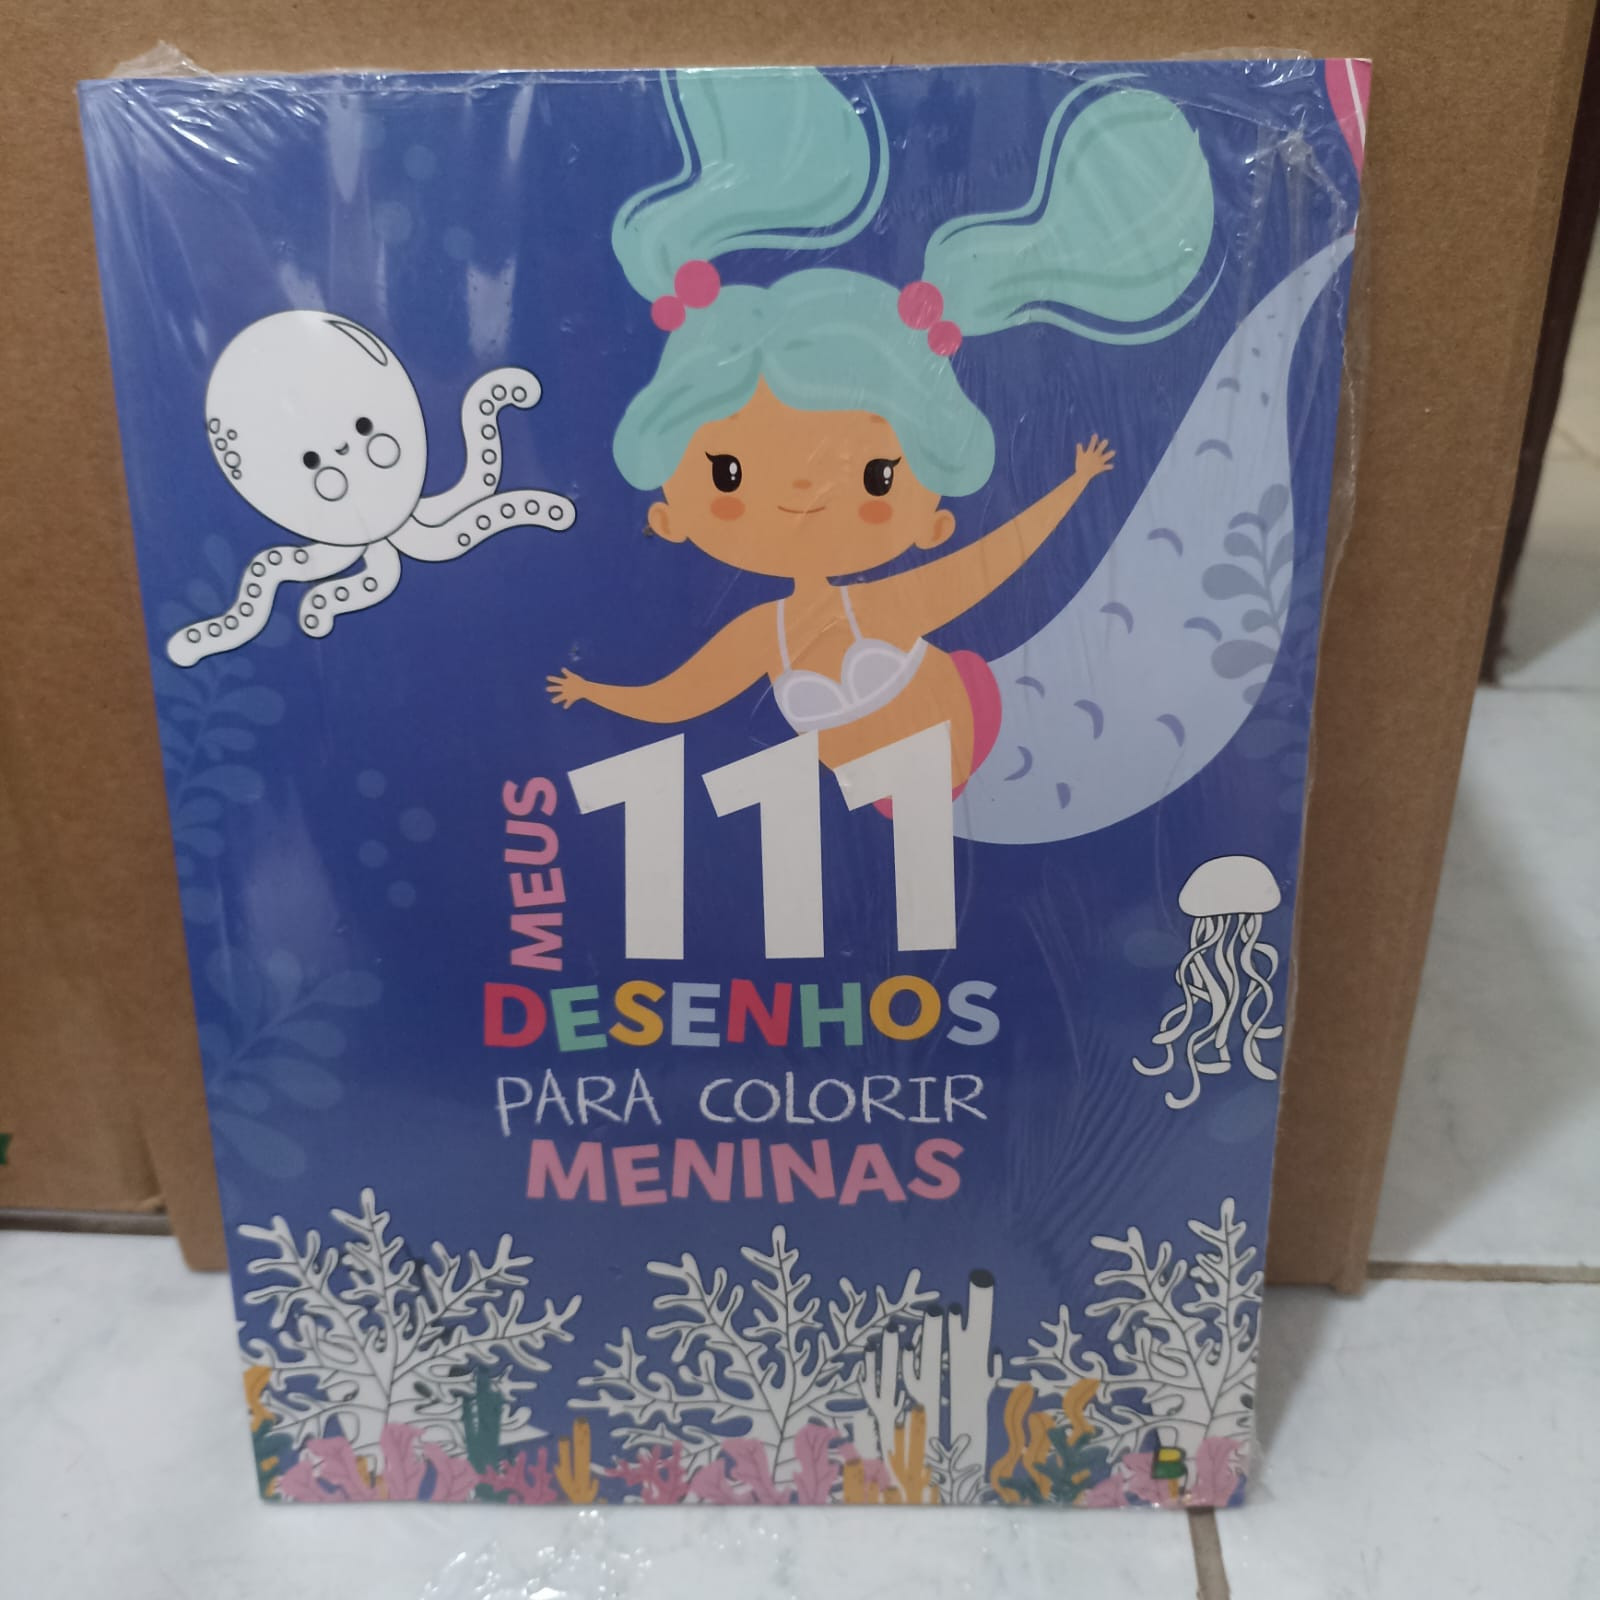 MEUS
111
DESENHOS
PARA COLORIR
MENINAS
B